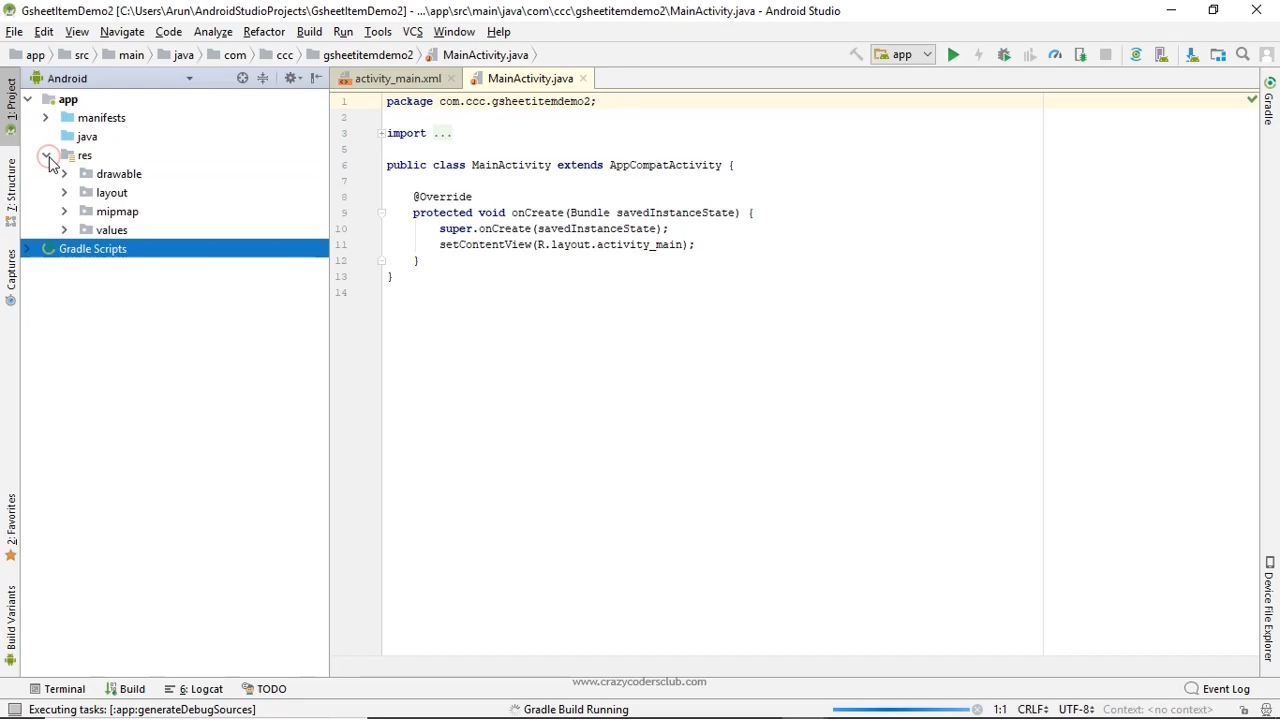 GsheetItemDemo2 [C:\Users\Arun\AndroidStudioProjects\GsheetItemDemo2] - ...\app\src\main\java\com\ccc\gsheetitemdemo2\MainActivity.java - Android Studio
File Edit View Navigate Code Analyze Refactor Build Run Tools VCS Window Help
app src main java com ccc gsheetitemdemo2 MainActivity.java app
Android activity_main.xml MainActivity.java
1: Project
Z: Structure
Captures
2: Favorites
Build Variants
app
manifests
java
res
drawable
layout
mipmap
values
Gradle Scripts
1 package com.ccc.gsheetitemdemo2;
2
3 import ...
5
6 public class MainActivity extends AppCompatActivity {
7
8 @Override
9 protected void onCreate(Bundle savedInstanceState) {
10 super.onCreate(savedInstanceState);
11 setContentView(R.layout.activity_main);
12 }
13 }
14
Gradle
Device File Explorer
www.crazycodersclub.com
Terminal Build 6: Logcat TODO Event Log
Executing tasks: [:app:generateDebugSources] Gradle Build Running 1:1 CRLF UTF-8 Context: <no context>